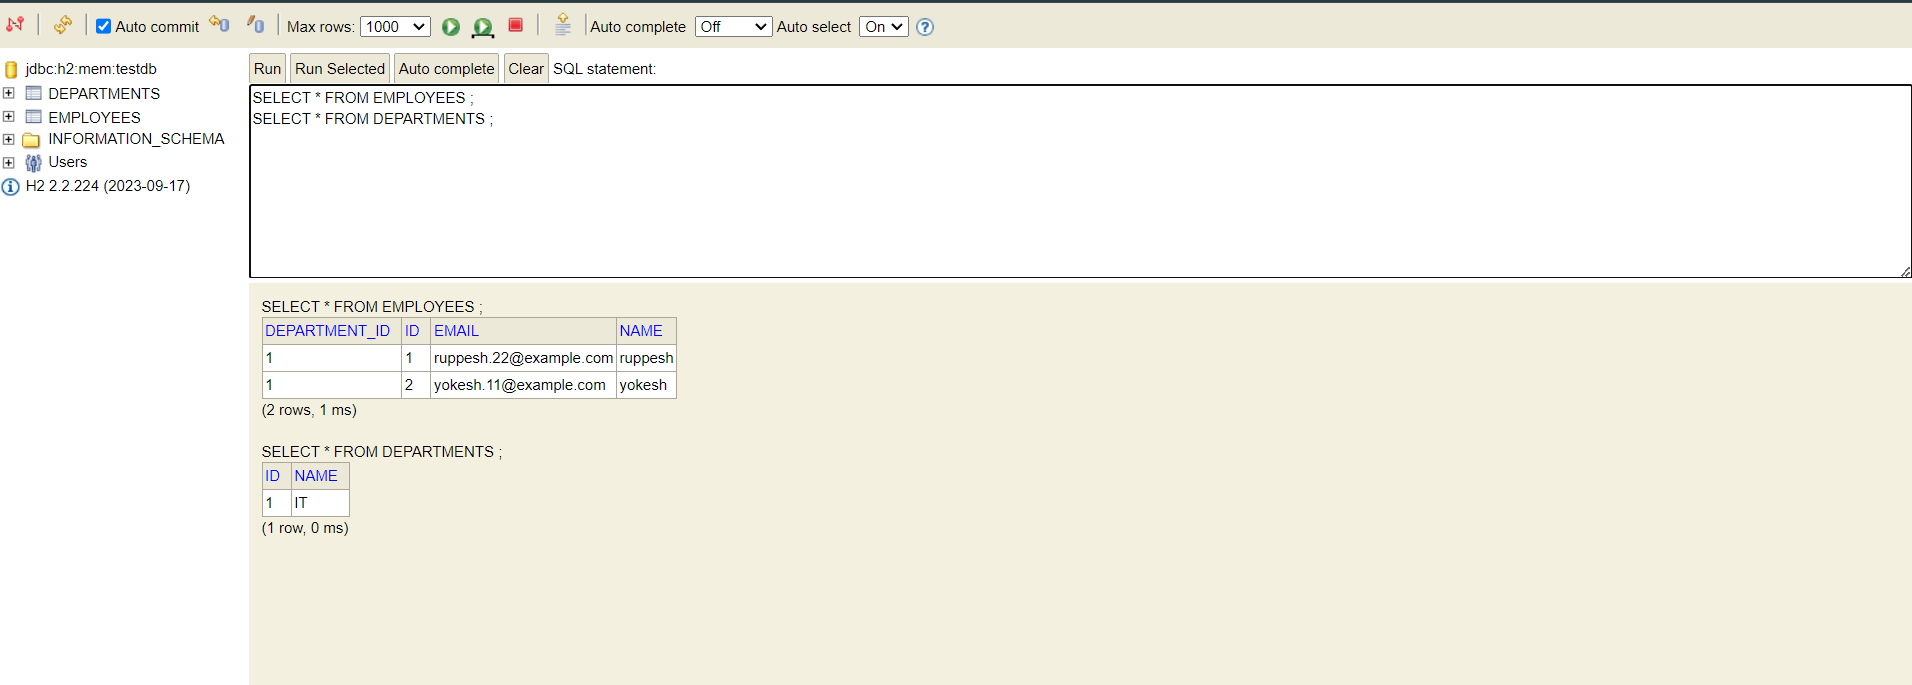 Auto commit Max rows: 1000 Auto complete Off Auto select On ?
jdbc:h2:mem:testdb
DEPARTMENTS
EMPLOYEES
INFORMATION_SCHEMA
Users
H2 2.2.224 (2023-09-17)
Run Run Selected Auto complete Clear SQL statement:
SELECT * FROM EMPLOYEES ;
SELECT * FROM DEPARTMENTS ;
SELECT * FROM EMPLOYEES ;
DEPARTMENT_ID ID EMAIL NAME
1 1 ruppesh.22@example.com ruppesh
1 2 yokesh.11@example.com yokesh
(2 rows, 1 ms)
SELECT * FROM DEPARTMENTS ;
ID NAME
1 IT
(1 row, 0 ms)